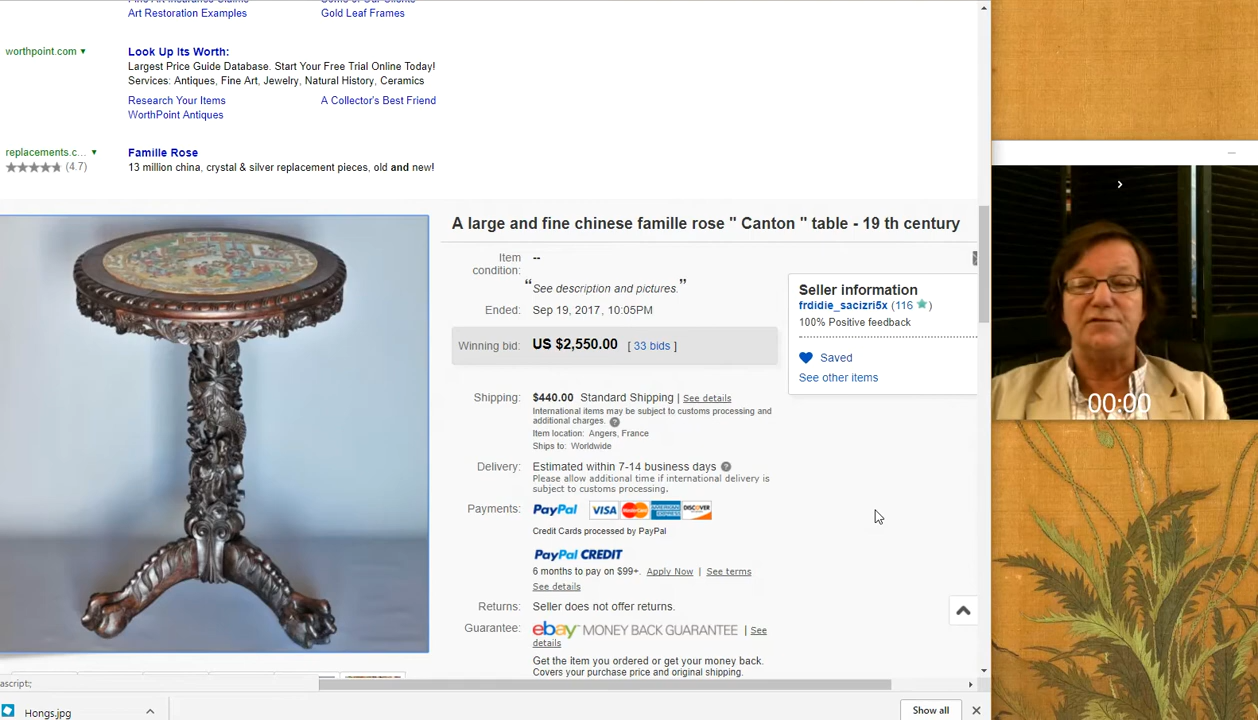 Art Restoration Examples
Gold Leaf Frames
worthpoint.com ▾
Look Up Its Worth:
Largest Price Guide Database. Start Your Free Trial Online Today!
Services: Antiques, Fine Art, Jewelry, Natural History, Ceramics
Research Your Items
A Collector's Best Friend
WorthPoint Antiques
replacements.c... ▾
Famille Rose
(4.7)
13 million china, crystal & silver replacement pieces, old and new!
A large and fine chinese famille rose " Canton " table - 19 th century
Item condition:
--
“See description and pictures.”
Ended: Sep 19, 2017, 10:05PM
Winning bid: US $2,550.00 [ 33 bids ]
Seller information
frdidie_sacizri5x (116 ★)
100% Positive feedback
Saved
See other items
Shipping: $440.00 Standard Shipping | See details
International items may be subject to customs processing and
additional charges.
Item location: Angers, France
Ships to: Worldwide
Delivery: Estimated within 7-14 business days
Please allow additional time if international delivery is
subject to customs processing.
Payments: PayPal VISA MasterCard AMERICAN EXPRESS DISCOVER
Credit Cards processed by PayPal
PayPal CREDIT
6 months to pay on $99+. Apply Now | See terms
See details
Returns: Seller does not offer returns.
Guarantee: ebay MONEY BACK GUARANTEE | See
details
Get the item you ordered or get your money back.
Covers your purchase price and original shipping.
00:00
ascript:;
Hongs.jpg
Show all